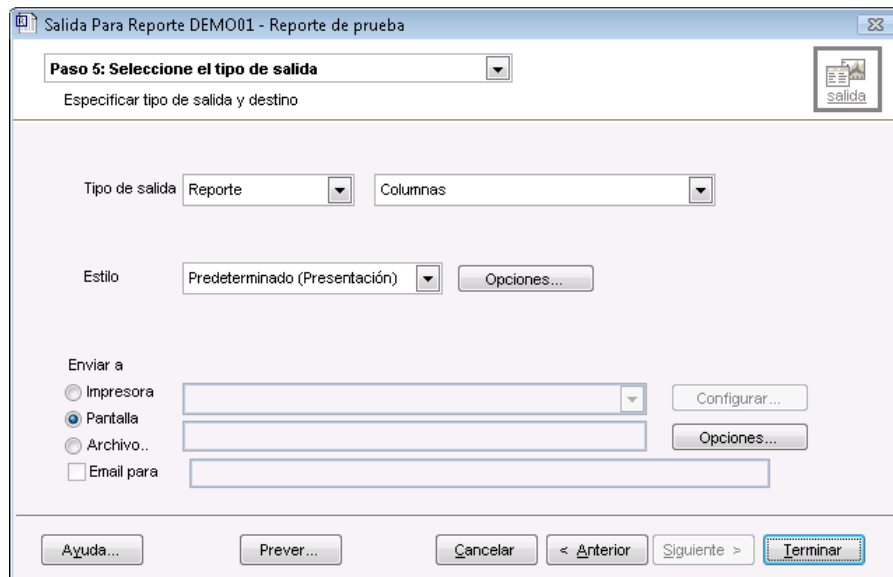 Salida Para Reporte DEMO01 - Reporte de prueba
Paso 5: Seleccione el tipo de salida
Especificar tipo de salida y destino
salida
Tipo de salida Reporte Columnas
Estilo Predeterminado (Presentación) Opciones...
Enviar a
Impresora Configurar...
Pantalla
Archivo.. Opciones...
Email para
Ayuda... Prever... Cancelar < Anterior Siguiente > Terminar